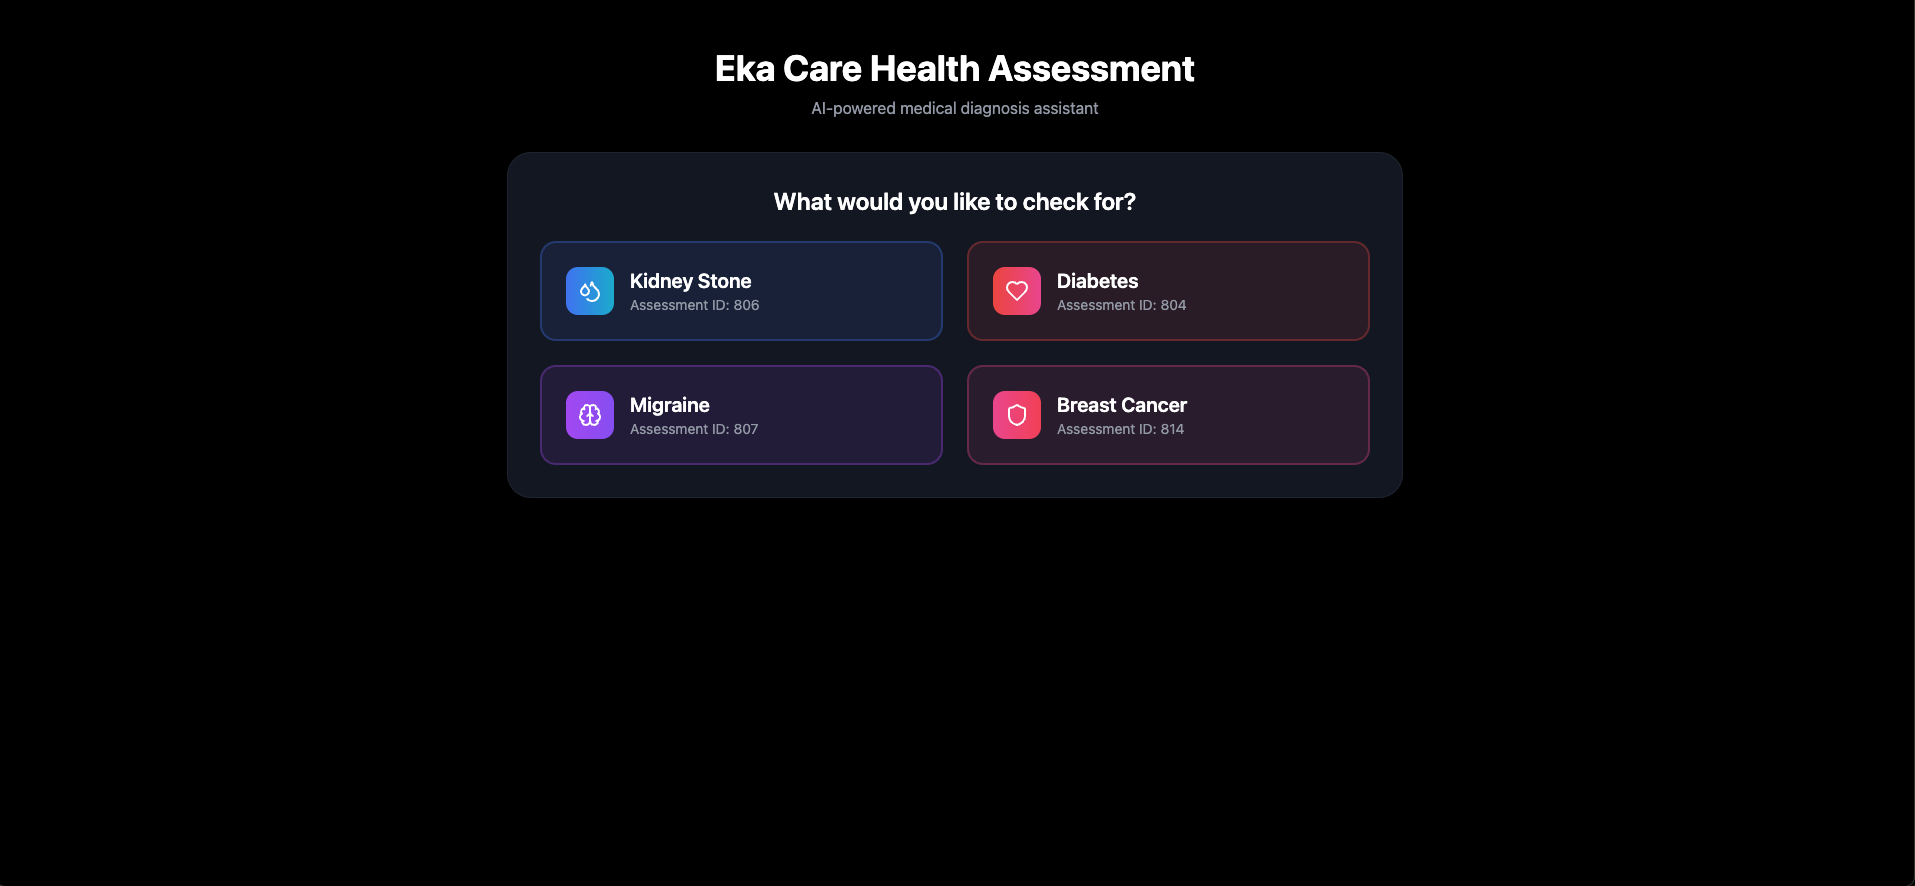 Eka Care Health Assessment
AI-powered medical diagnosis assistant
What would you like to check for?
Kidney Stone
Assessment ID: 806
Diabetes
Assessment ID: 804
Migraine
Assessment ID: 807
Breast Cancer
Assessment ID: 814